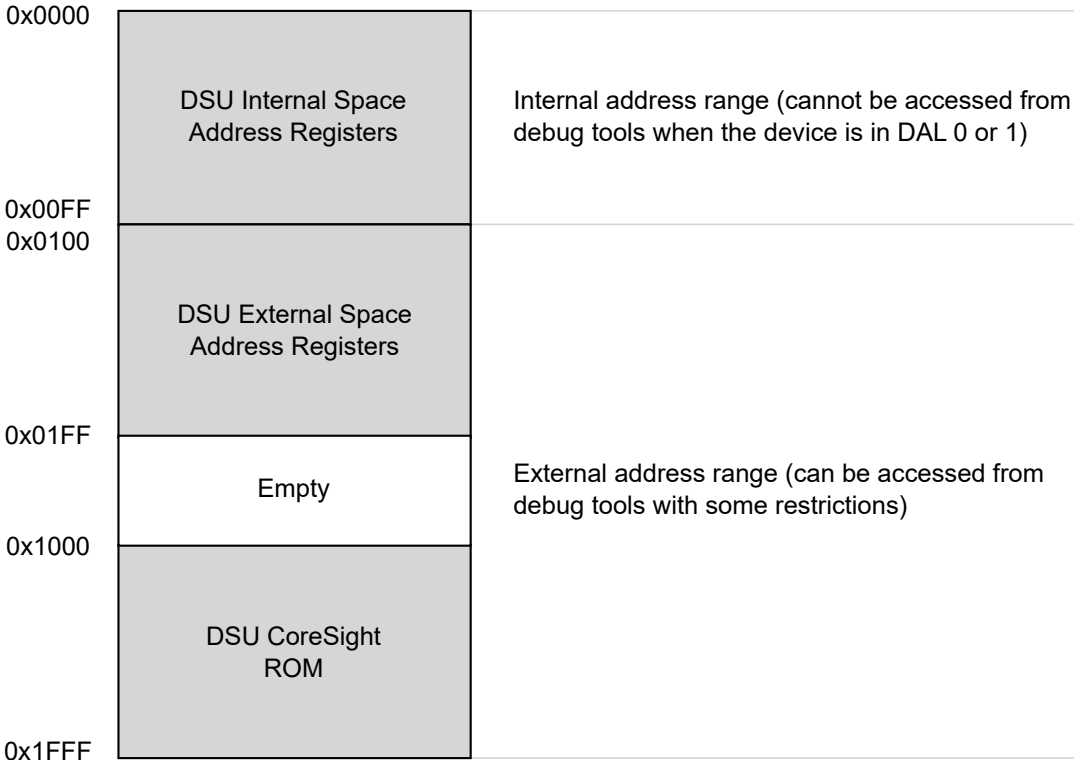 0x0000
DSU Internal Space
Address Registers
Internal address range (cannot be accessed from
debug tools when the device is in DAL 0 or 1)
0x00FF
0x0100
DSU External Space
Address Registers
0x01FF
Empty
External address range (can be accessed from
debug tools with some restrictions)
0x1000
DSU CoreSight
ROM
0x1FFF